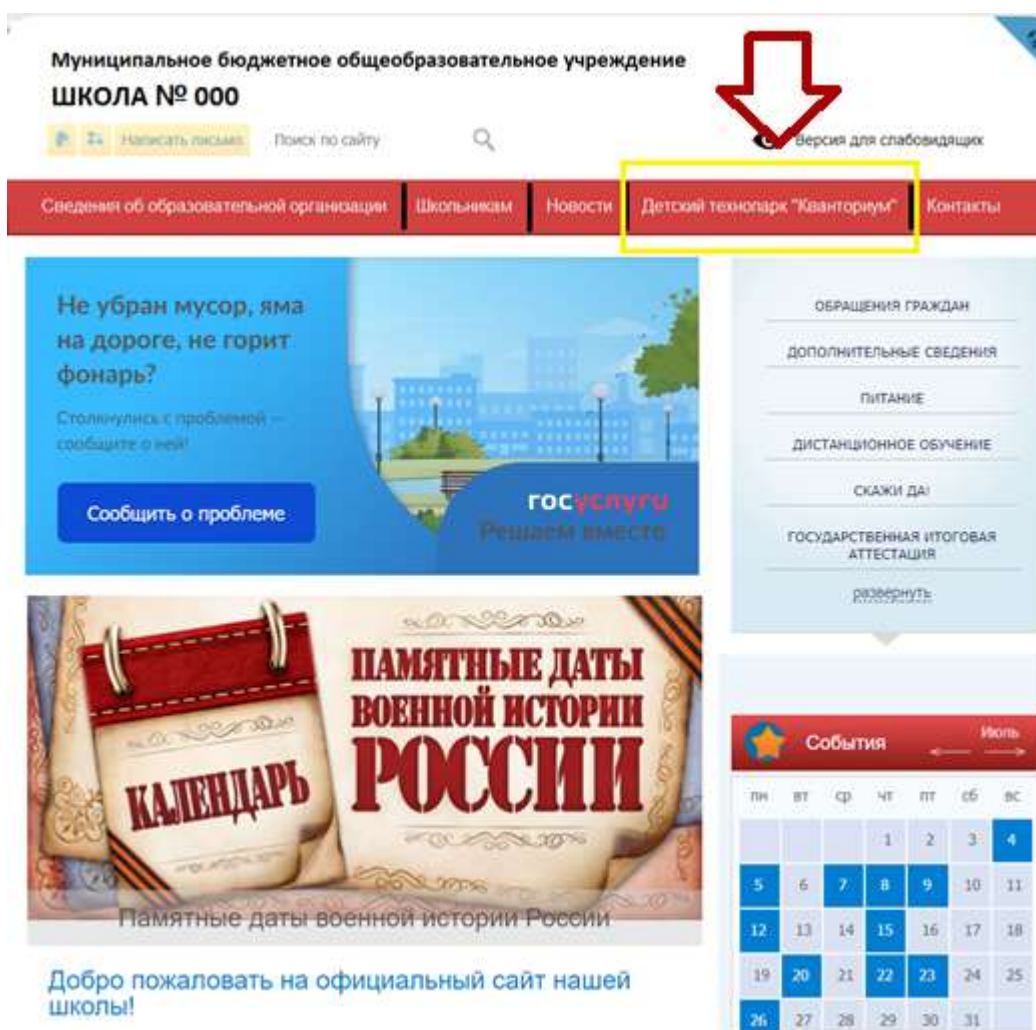 Муниципальное бюджетное общеобразовательное учреждение
ШКОЛА № 000
Написать письмо Поиск по сайту
Версия для слабовидящих
Сведения об образовательной организации Школьникам Новости Детский технопарк "Кванториум" Контакты
Не убран мусор, яма
на дороге, не горит
фонарь?
Столкнулись с проблемой —
сообщите о ней!
Сообщить о проблеме
госуслуги
Решаем вместе
ОБРАЩЕНИЯ ГРАЖДАН
ДОПОЛНИТЕЛЬНЫЕ СВЕДЕНИЯ
ПИТАНИЕ
ДИСТАНЦИОННОЕ ОБУЧЕНИЕ
СКАЖИ ДА!
ГОСУДАРСТВЕННАЯ ИТОГОВАЯ
АТТЕСТАЦИЯ
развернуть
КАЛЕНДАРЬ
ПАМЯТНЫЕ ДАТЫ
ВОЕННОЙ ИСТОРИИ
РОССИИ
Памятные даты военной истории России
Добро пожаловать на официальный сайт нашей
школы!
События
Июль
пн вт ср чт пт сб вс
1 2 3 4
5 6 7 8 9 10 11
12 13 14 15 16 17 18
19 20 21 22 23 24 25
26 27 28 29 30 31